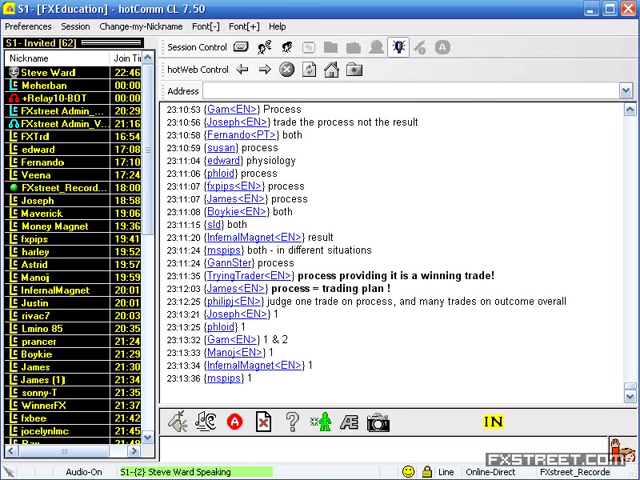 S1- [FXEducation] - hotComm CL 7.50
Preferences Session Change-my-Nickname Font[-] Font[+] Help
S1- Invited [62]
Nickname Join Ti
Steve Ward 22:46
Meherban 00:00
+Relay10-BOT 00:00
FXstreet Admin_ 20:29
FXstreet Admin_V... 21:16
FXTrd 16:54
edward 17:08
Fernando 17:10
Veena 17:24
FXstreet_Recorde... 18:00
Joseph 18:58
Maverick 19:06
Money Magnet 19:36
fxpips 19:41
harley 19:52
Astrid 19:57
Manoj 19:59
InfernalMagnet 20:01
Justin 20:01
rivac7 20:03
Lmino 85 20:35
prancer 21:24
Boykie 21:29
James 21:30
James (1) 21:34
sonny-T 21:35
WinnerFX 21:37
fxbee 21:42
jocelynlmc 21:45
Session Control
hotWeb Control
Address
23:10:53 {Gam<EN>} Process
23:10:56 {Joseph<EN>} trade the process not the result
23:10:58 {Fernando<PT>} both
23:10:59 {susan} process
23:11:04 {edward} physiology
23:11:06 {phloid} process
23:11:07 {fxpips<EN>} process
23:11:07 {James<EN>} process
23:11:08 {Boykie<EN>} both
23:11:15 {sld} both
23:11:20 {InfernalMagnet<EN>} result
23:11:24 {mspips} both - in different situations
23:11:24 {GannSter} process
23:11:35 {TryingTrader<EN>} process providing it is a winning trade!
23:12:03 {James<EN>} process = trading plan !
23:12:25 {philipj<EN>} judge one trade on process, and many trades on outcome overall
23:13:21 {Joseph<EN>} 1
23:13:25 {phloid} 1
23:13:32 {Gam<EN>} 1 & 2
23:13:33 {Manoj<EN>} 1
23:13:34 {InfernalMagnet<EN>} 1
23:13:36 {mspips} 1
IN
FXSTREET.COM
Audio-On S1-{2} Steve Ward Speaking Line Online-Direct FXstreet_Recorde